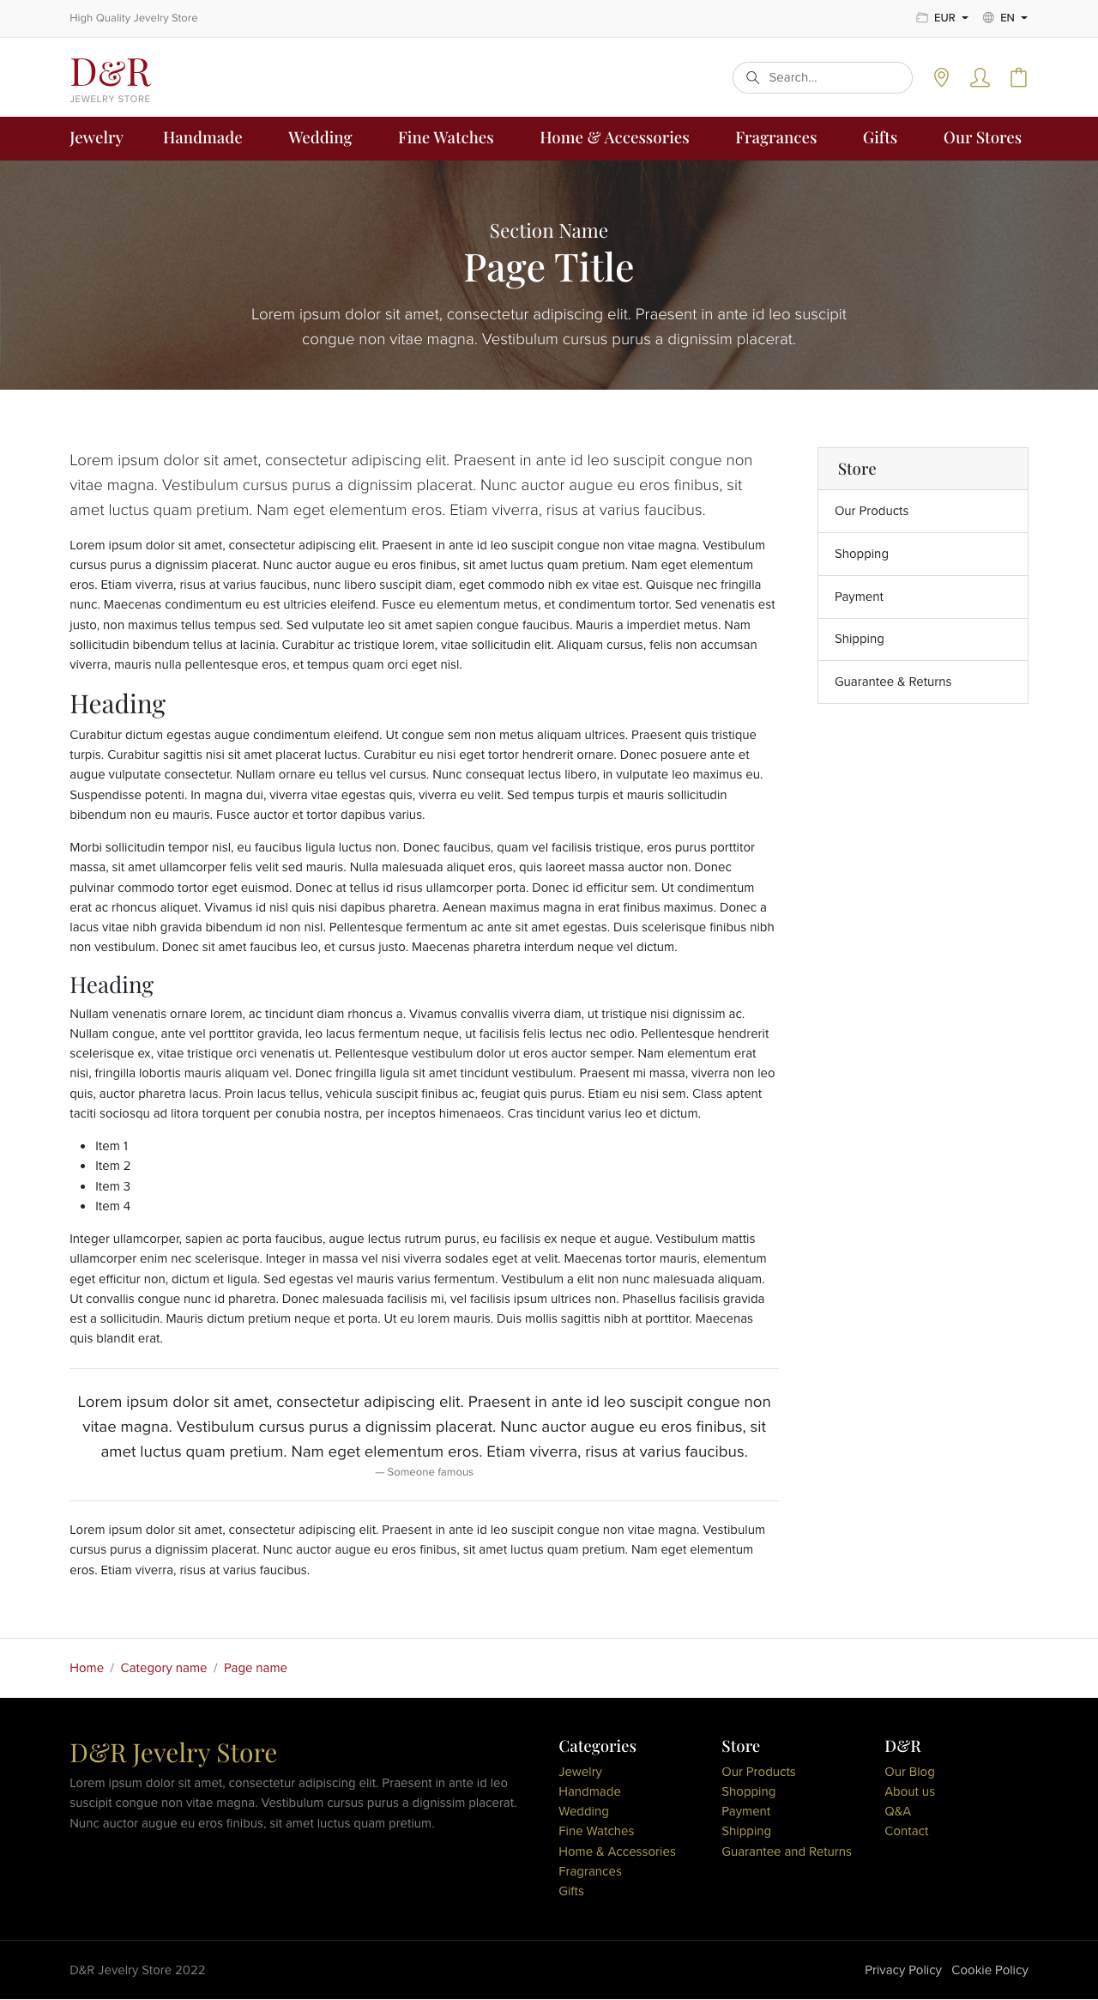 High Quality Jewelry Store
EUR
EN
D&R
JEWELRY STORE
Search...
Jewelry
Handmade
Wedding
Fine Watches
Home & Accessories
Fragrances
Gifts
Our Stores
Section Name
Page Title
Lorem ipsum dolor sit amet, consectetur adipiscing elit. Praesent in ante id leo suscipit
congue non vitae magna. Vestibulum cursus purus a dignissim placerat.
Lorem ipsum dolor sit amet, consectetur adipiscing elit. Praesent in ante id leo suscipit congue non
vitae magna. Vestibulum cursus purus a dignissim placerat. Nunc auctor augue eu eros finibus, sit
amet luctus quam pretium. Nam eget elementum eros. Etiam viverra, risus at varius faucibus.
Lorem ipsum dolor sit amet, consectetur adipiscing elit. Praesent in ante id leo suscipit congue non vitae magna. Vestibulum
cursus purus a dignissim placerat. Nunc auctor augue eu eros finibus, sit amet luctus quam pretium. Nam eget elementum
eros. Etiam viverra, risus at varius faucibus, nunc libero suscipit diam, eget commodo nibh ex vitae est. Quisque nec fringilla
nunc. Maecenas condimentum eu est ultricies eleifend. Fusce eu elementum metus, et condimentum tortor. Sed venenatis est
justo, non maximus tellus tempus sed. Sed vulputate leo sit amet sapien congue faucibus. Mauris a imperdiet metus. Nam
sollicitudin bibendum tellus at lacinia. Curabitur ac tristique lorem, vitae sollicitudin elit. Aliquam cursus, felis non accumsan
viverra, mauris nulla pellentesque eros, et tempus quam orci eget nisl.
Heading
Curabitur dictum egestas augue condimentum eleifend. Ut congue sem non metus aliquam ultrices. Praesent quis tristique
turpis. Curabitur sagittis nisi sit amet placerat luctus. Curabitur eu nisi eget tortor hendrerit ornare. Donec posuere ante et
augue vulputate consectetur. Nullam ornare eu tellus vel cursus. Nunc consequat lectus libero, in vulputate leo maximus eu.
Suspendisse potenti. In magna dui, viverra vitae egestas quis, viverra eu velit. Sed tempus turpis et mauris sollicitudin
bibendum non eu mauris. Fusce auctor et tortor dapibus varius.
Morbi sollicitudin tempor nisl, eu faucibus ligula luctus non. Donec faucibus, quam vel facilisis tristique, eros purus porttitor
massa, sit amet ullamcorper felis velit sed mauris. Nulla malesuada aliquet eros, quis laoreet massa auctor non. Donec
pulvinar commodo tortor eget euismod. Donec at tellus id risus ullamcorper porta. Donec id efficitur sem. Ut condimentum
erat ac rhoncus aliquet. Vivamus id nisl quis nisi dapibus pharetra. Aenean maximus magna in erat finibus maximus. Donec a
lacus vitae nibh gravida bibendum id non nisl. Pellentesque fermentum ac ante sit amet egestas. Duis scelerisque finibus nibh
non vestibulum. Donec sit amet faucibus leo, et cursus justo. Maecenas pharetra interdum neque vel dictum.
Heading
Nullam venenatis ornare lorem, ac tincidunt diam rhoncus a. Vivamus convallis viverra diam, ut tristique nisi dignissim ac.
Nullam congue, ante vel porttitor gravida, leo lacus fermentum neque, ut facilisis felis lectus nec odio. Pellentesque hendrerit
scelerisque ex, vitae tristique orci venenatis ut. Pellentesque vestibulum dolor ut eros auctor semper. Nam elementum erat
nisi, fringilla lobortis mauris aliquam vel. Donec fringilla ligula sit amet tincidunt vestibulum. Praesent mi massa, viverra non leo
quis, auctor pharetra lacus. Proin lacus tellus, vehicula suscipit finibus ac, feugiat quis purus. Etiam eu nisi sem. Class aptent
taciti sociosqu ad litora torquent per conubia nostra, per inceptos himenaeos. Cras tincidunt varius leo et dictum.
• Item 1
• Item 2
• Item 3
• Item 4
Integer ullamcorper, sapien ac porta faucibus, augue lectus rutrum purus, eu facilisis ex neque et augue. Vestibulum mattis
ullamcorper enim nec scelerisque. Integer in massa vel nisi viverra sodales eget at velit. Maecenas tortor mauris, elementum
eget efficitur non, dictum et ligula. Sed egestas vel mauris varius fermentum. Vestibulum a elit non nunc malesuada aliquam.
Ut convallis congue nunc id pharetra. Donec malesuada facilisis mi, vel facilisis ipsum ultrices non. Phasellus facilisis gravida
est a sollicitudin. Mauris dictum pretium neque et porta. Ut eu lorem mauris. Duis mollis sagittis nibh at porttitor. Maecenas
quis blandit erat.
Lorem ipsum dolor sit amet, consectetur adipiscing elit. Praesent in ante id leo suscipit congue non
vitae magna. Vestibulum cursus purus a dignissim placerat. Nunc auctor augue eu eros finibus, sit
amet luctus quam pretium. Nam eget elementum eros. Etiam viverra, risus at varius faucibus.
— Someone famous
Lorem ipsum dolor sit amet, consectetur adipiscing elit. Praesent in ante id leo suscipit congue non vitae magna. Vestibulum
cursus purus a dignissim placerat. Nunc auctor augue eu eros finibus, sit amet luctus quam pretium. Nam eget elementum
eros. Etiam viverra, risus at varius faucibus.
Store
Our Products
Shopping
Payment
Shipping
Guarantee & Returns
Home / Category name / Page name
D&R Jewelry Store
Lorem ipsum dolor sit amet, consectetur adipiscing elit. Praesent in ante id leo
suscipit congue non vitae magna. Vestibulum cursus purus a dignissim placerat.
Nunc auctor augue eu eros finibus, sit amet luctus quam pretium.
Categories
Jewelry
Handmade
Wedding
Fine Watches
Home & Accessories
Fragrances
Gifts
Store
Our Products
Shopping
Payment
Shipping
Guarantee and Returns
D&R
Our Blog
About us
Q&A
Contact
D&R Jewelry Store 2022
Privacy Policy
Cookie Policy